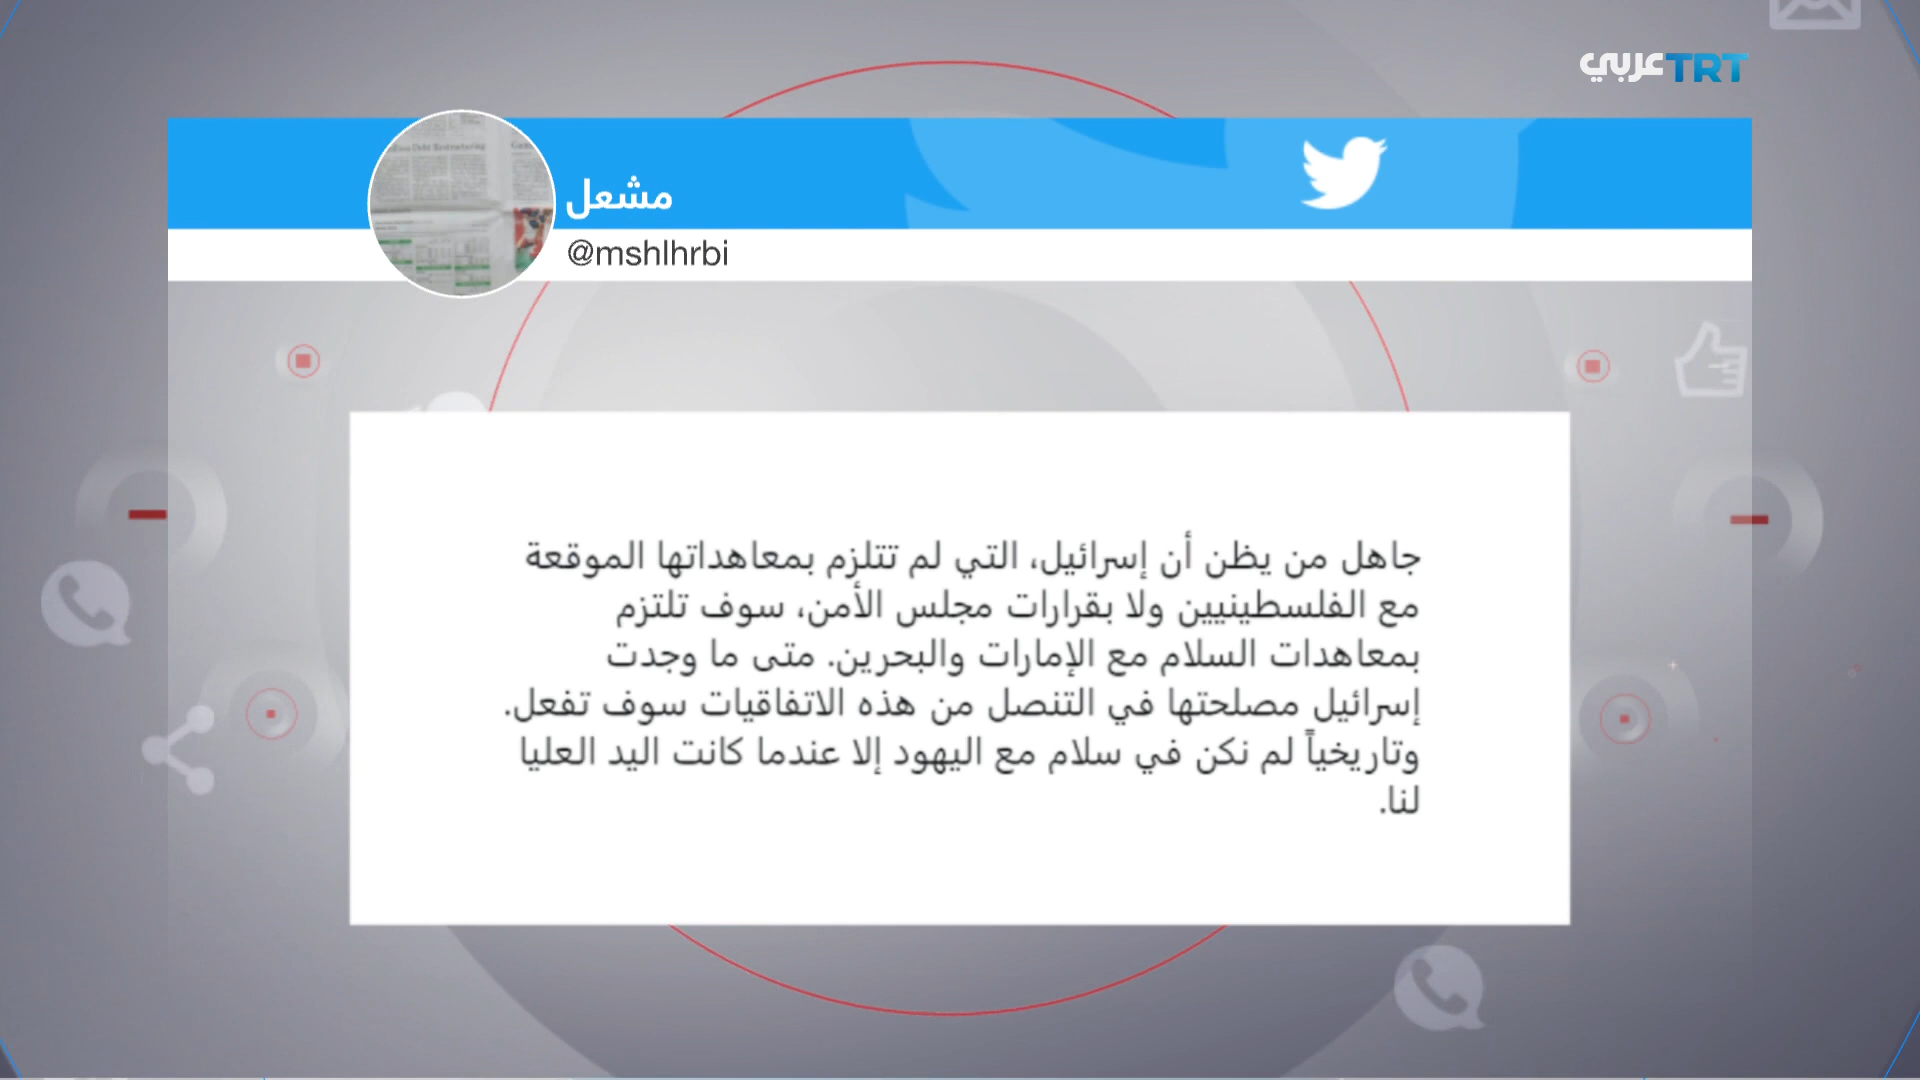 عربي TRT
مشعل
@mshlhrbi
جاهل من يظن أن إسرائيل، التي لم تتلزم بمعاهداتها الموقعة
مع الفلسطينيين ولا بقرارات مجلس الأمن، سوف تلتزم
بمعاهدات السلام مع الإمارات والبحرين. متى ما وجدت
إسرائيل مصلحتها في التنصل من هذه الاتفاقيات سوف تفعل.
وتاريخياً لم نكن في سلام مع اليهود إلا عندما كانت اليد العليا
لنا.